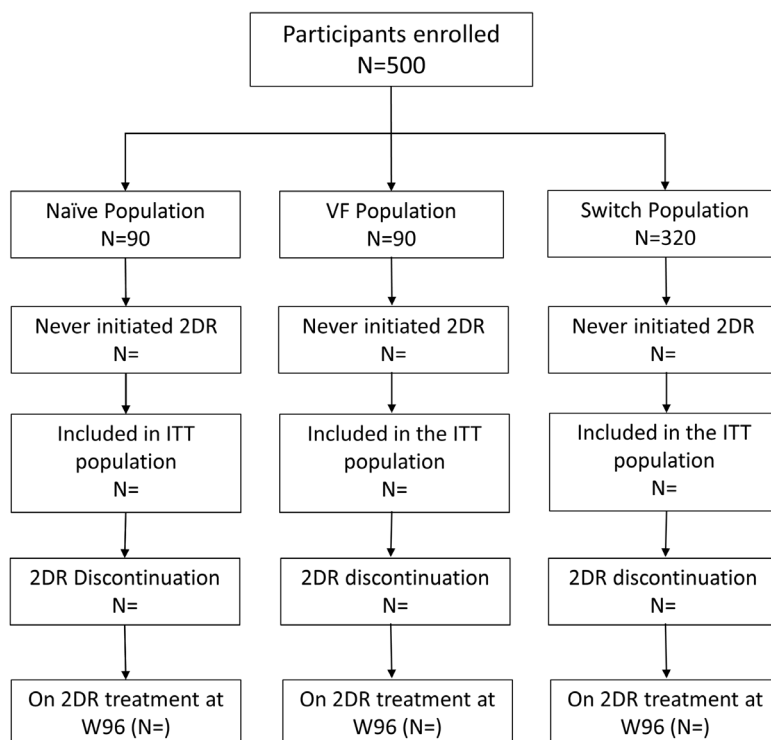 Participants enrolled
N=500
Naïve Population
N=90
VF Population
N=90
Switch Population
N=320
Never initiated 2DR
N=
Never initiated 2DR
N=
Never initiated 2DR
N=
Included in ITT
population
N=
Included in the ITT
population
N=
Included in the ITT
population
N=
2DR Discontinuation
N=
2DR discontinuation
N=
2DR discontinuation
N=
On 2DR treatment at
W96 (N=)
On 2DR treatment at
W96 (N=)
On 2DR treatment at
W96 (N=)